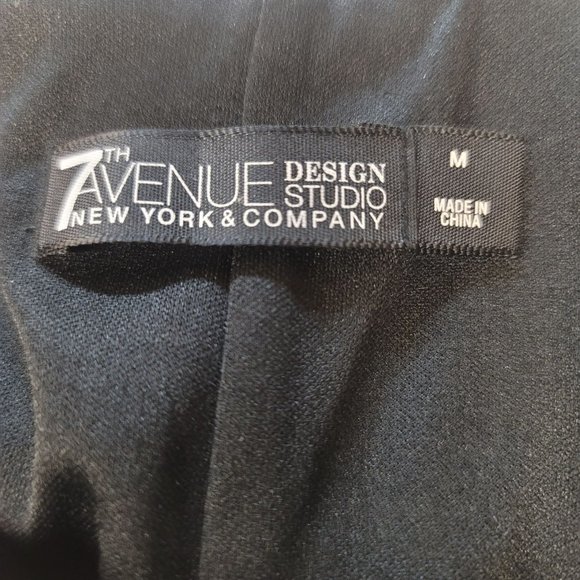 7TH AVENUE DESIGN STUDIO
NEW YORK & COMPANY
M
MADE IN
CHINA